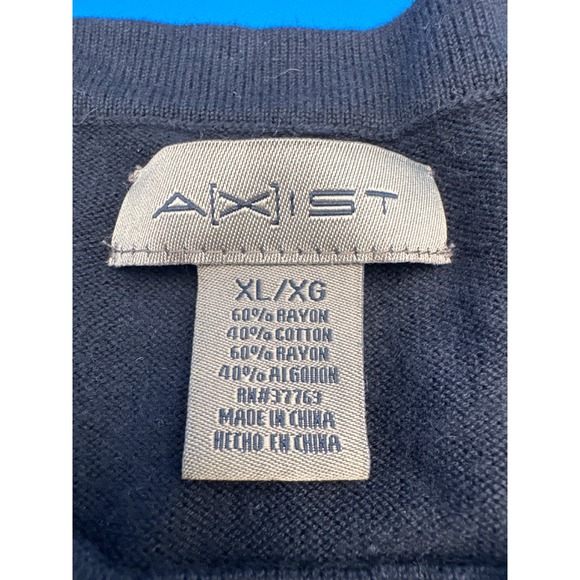 A[X]IST
XL/XG
60% RAYON
40% COTTON
60% RAYON
40% ALGODON
RN#37763
MADE IN CHINA
HECHO EN CHINA